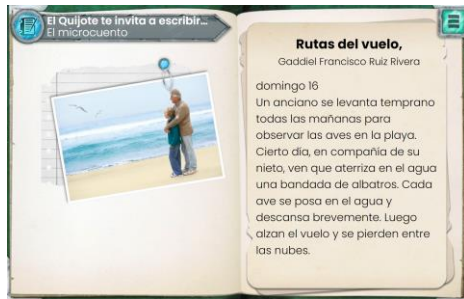 El Quijote te invita a escribir...
El microcuento
Rutas del vuelo,
Gaddiel Francisco Ruiz Rivera
domingo 16
Un anciano se levanta temprano
todas las mañanas para
observar las aves en la playa.
Cierto día, en compañía de su
nieto, ven que aterriza en el agua
una bandada de albatros. Cada
ave se posa en el agua y
descansa brevemente. Luego
alzan el vuelo y se pierden entre
las nubes.